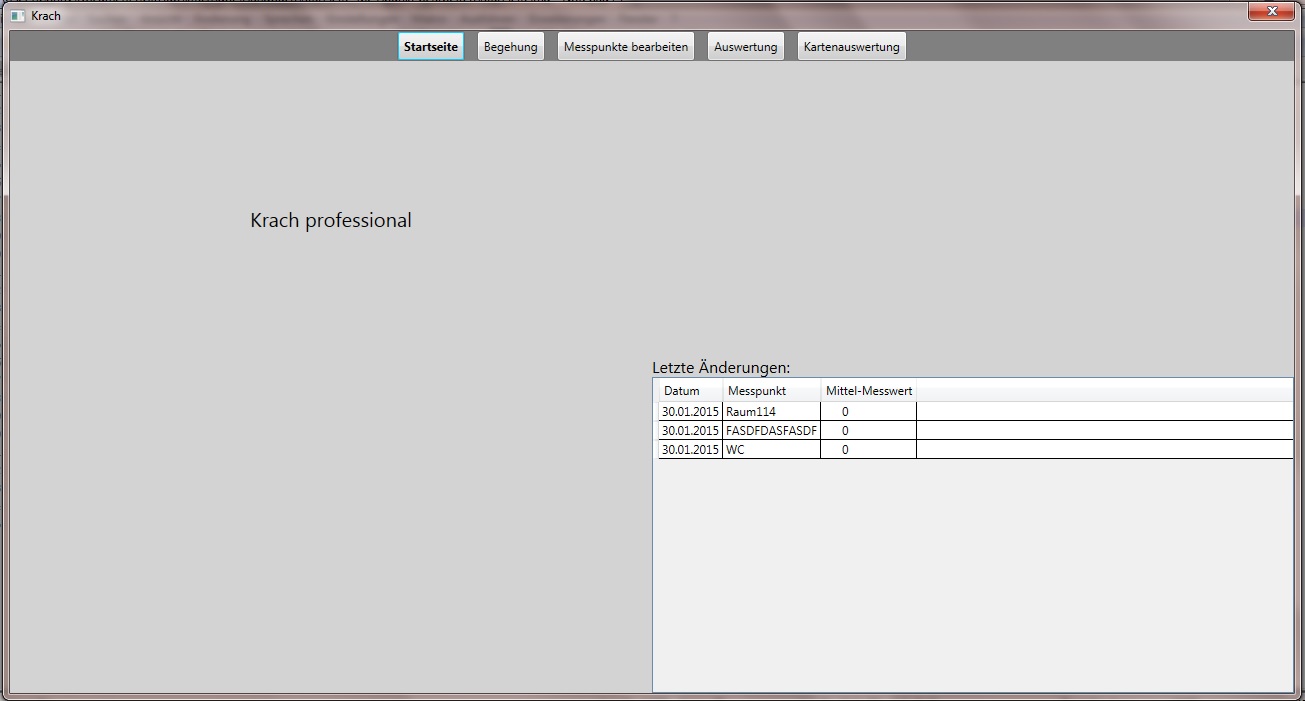 Krach
Startseite Begehung Messpunkte bearbeiten Auswertung Kartenauswertung
Krach professional
Letzte Änderungen:
Datum Messpunkt Mittel-Messwert
30.01.2015 Raum114 0
30.01.2015 FASDFDASFASDF 0
30.01.2015 WC 0